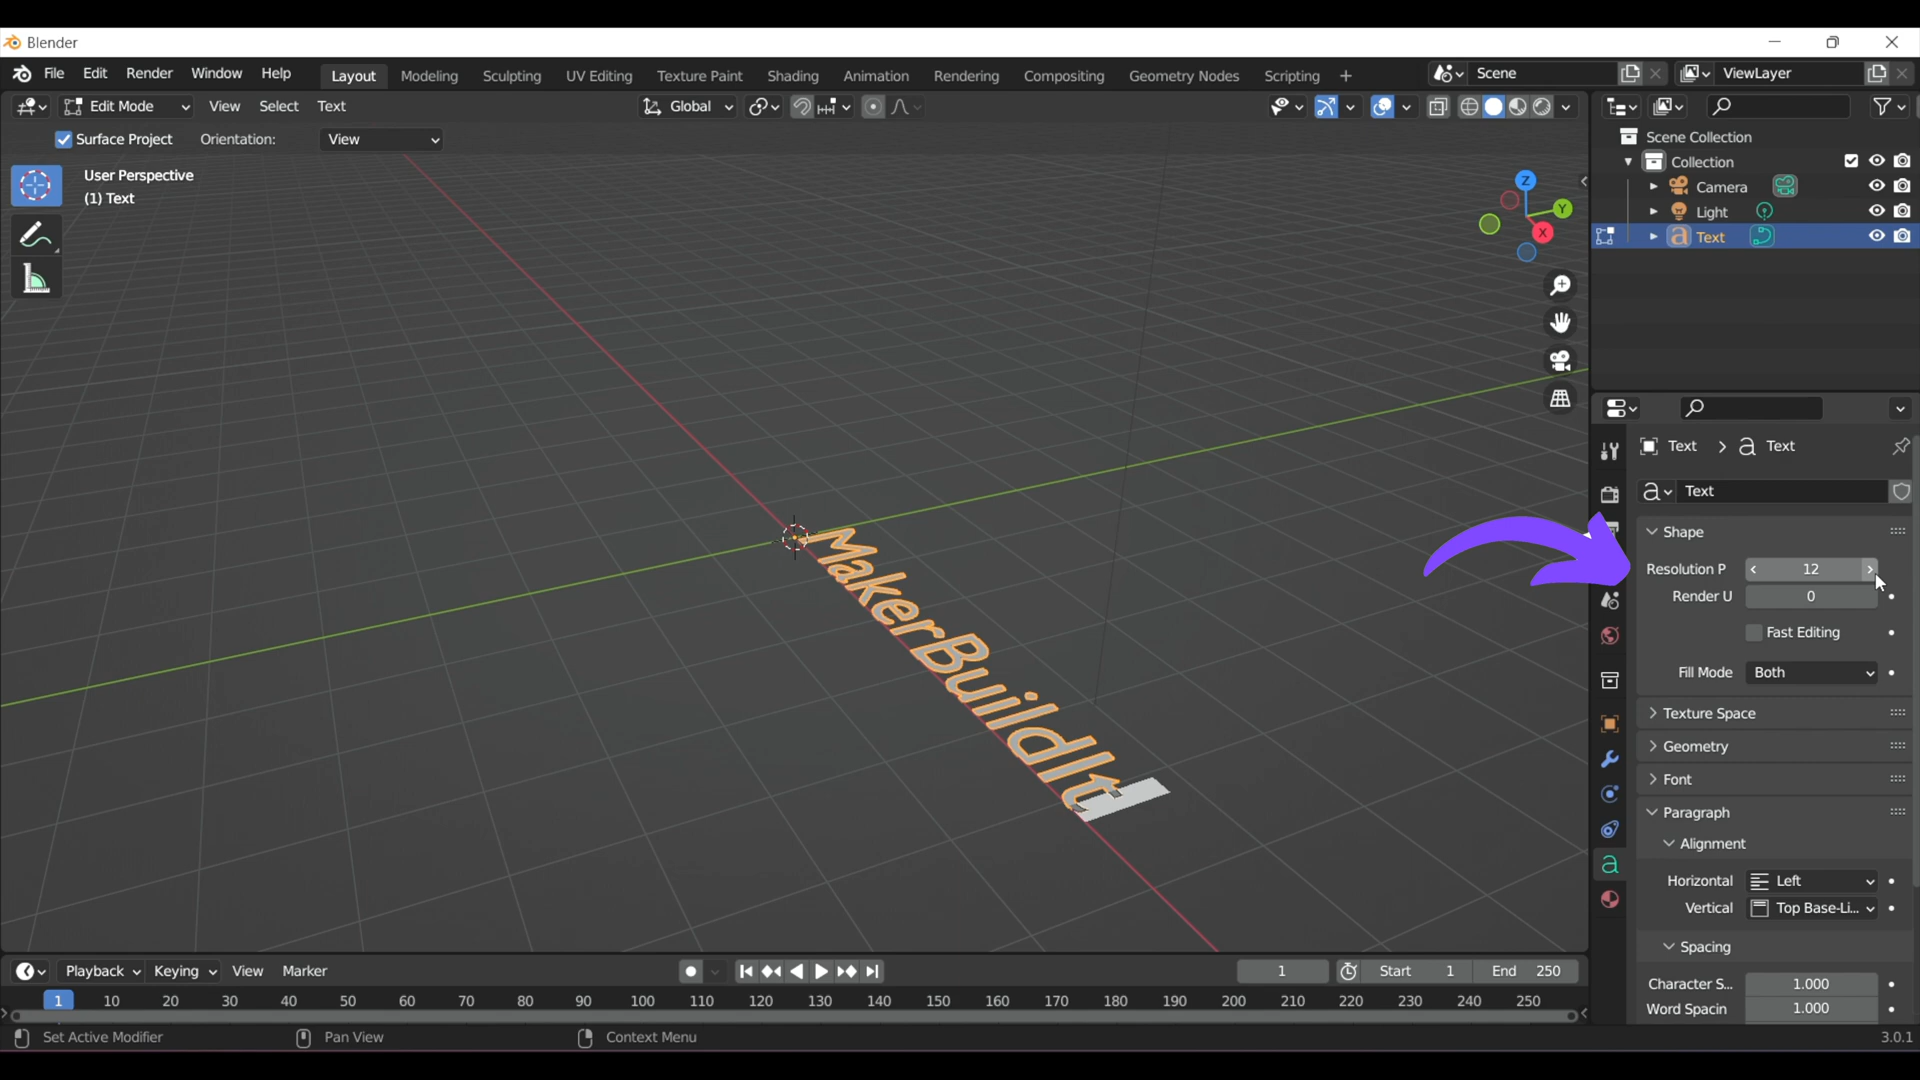 Blender
File Edit Render Window Help Layout Modeling Sculpting UV Editing Texture Paint Shading Animation Rendering Compositing Geometry Nodes Scripting + Scene ViewLayer
Edit Mode View Select Text Global
Surface Project Orientation: View
User Perspective
(1) Text
Z
Y
X
MakerBuildIt
Scene Collection
Collection
Camera
Light
Text
Text > Text
Text
Shape
Resolution P 12
Render U 0
Fast Editing
Fill Mode Both
Texture Space
Geometry
Font
Paragraph
Alignment
Horizontal Left
Vertical Top Base-Li...
Spacing
Character S... 1.000
Word Spacin 1.000
Playback Keying View Marker 1 Start 1 End 250
1 10 20 30 40 50 60 70 80 90 100 110 120 130 140 150 160 170 180 190 200 210 220 230 240 250
Set Active Modifier Pan View Context Menu 3.0.1